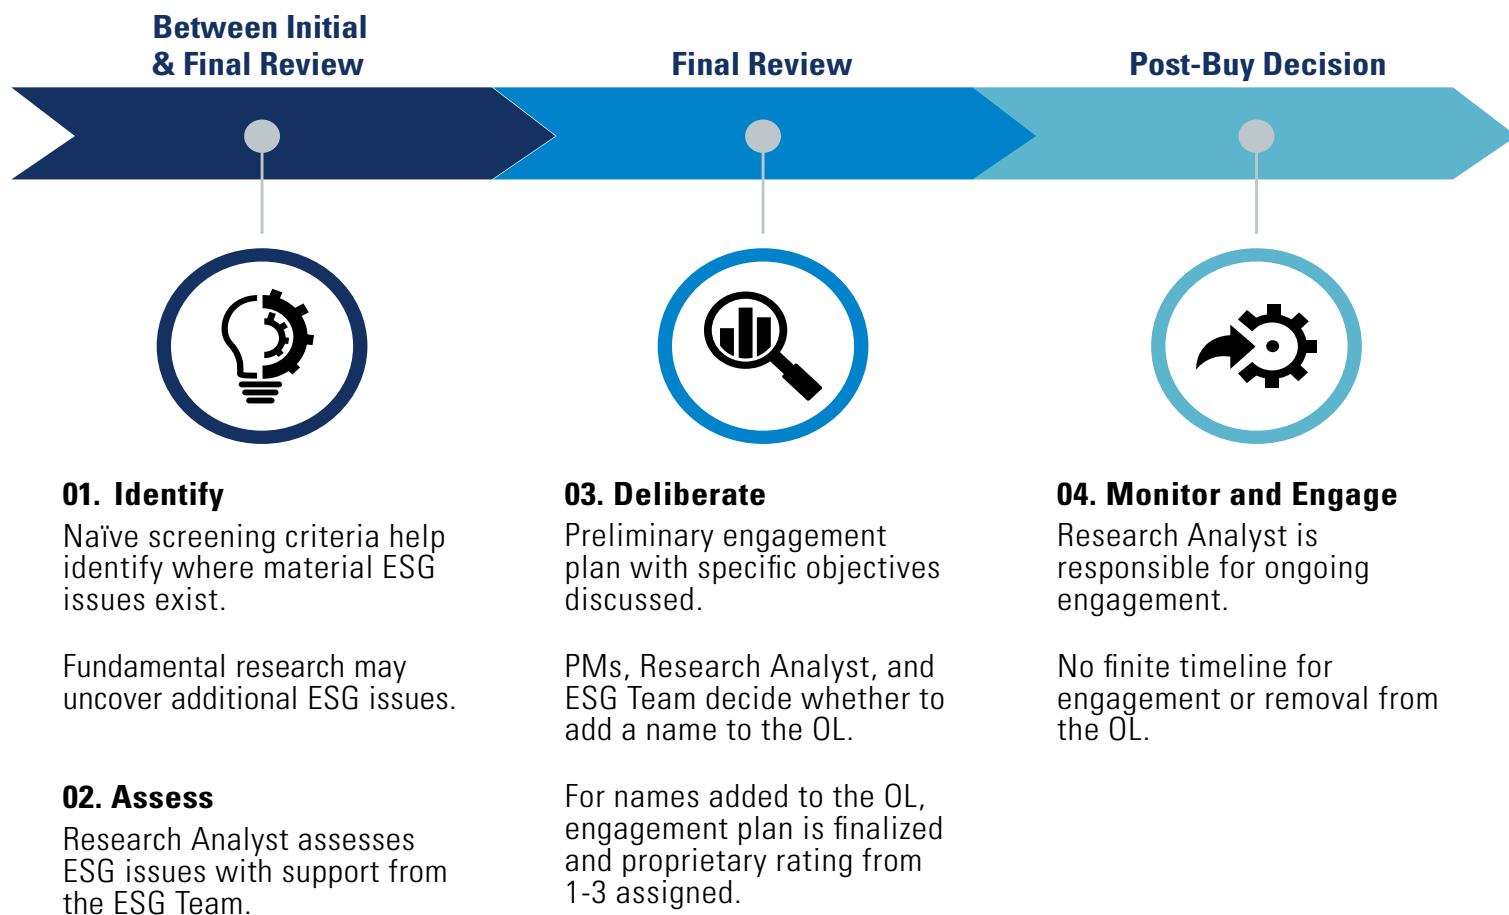 Between Initial
& Final Review
Final Review
Post-Buy Decision
01. Identify
Naïve screening criteria help
identify where material ESG
issues exist.
Fundamental research may
uncover additional ESG issues.
02. Assess
Research Analyst assesses
ESG issues with support from
the ESG Team.
03. Deliberate
Preliminary engagement
plan with specific objectives
discussed.
PMs, Research Analyst, and
ESG Team decide whether to
add a name to the OL.
For names added to the OL,
engagement plan is finalized
and proprietary rating from
1-3 assigned.
04. Monitor and Engage
Research Analyst is
responsible for ongoing
engagement.
No finite timeline for
engagement or removal from
the OL.